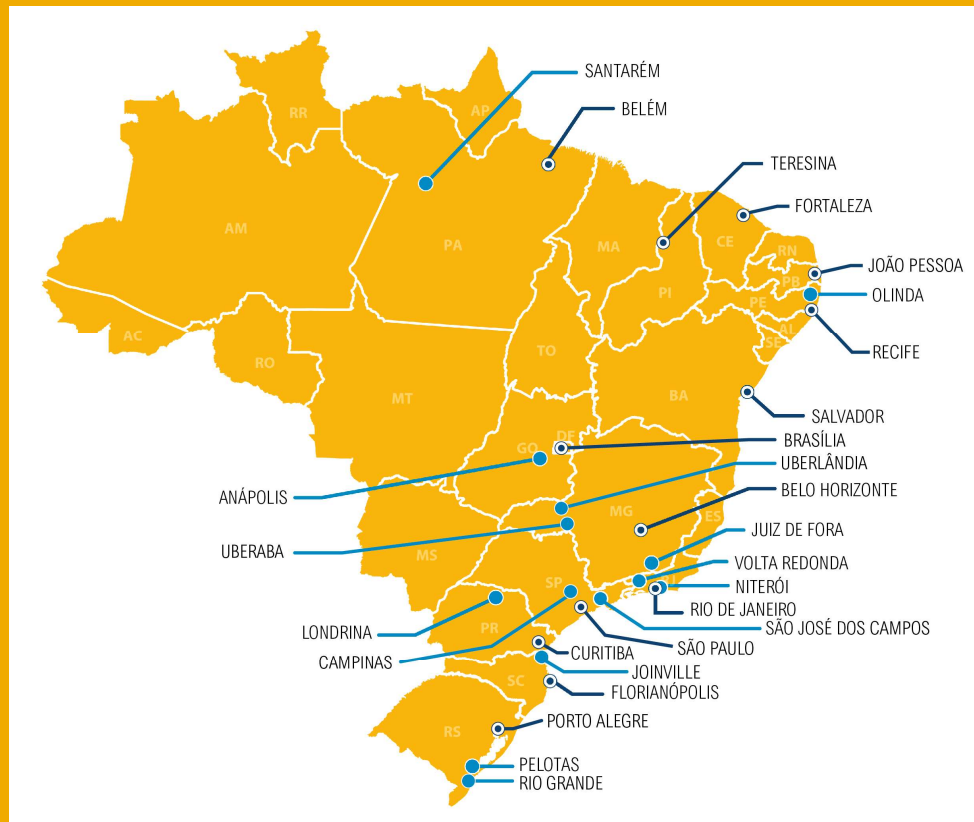 SANTARÉM
BELÉM
TERESINA
FORTALEZA
JOÃO PESSOA
OLINDA
RECIFE
SALVADOR
BRASÍLIA
UBERLÂNDIA
BELO HORIZONTE
JUIZ DE FORA
VOLTA REDONDA
NITERÓI
RIO DE JANEIRO
SÃO JOSÉ DOS CAMPOS
SÃO PAULO
CURITIBA
JOINVILLE
FLORIANÓPOLIS
PORTO ALEGRE
PELOTAS
RIO GRANDE
ANÁPOLIS
UBERABA
LONDRINA
CAMPINAS
RR
AP
AM
PA
MA
CE
RN
PB
PI
PE
AL
SE
AC
RO
TO
MT
BA
GO
DF
MG
ES
MS
SP
PR
SC
RS